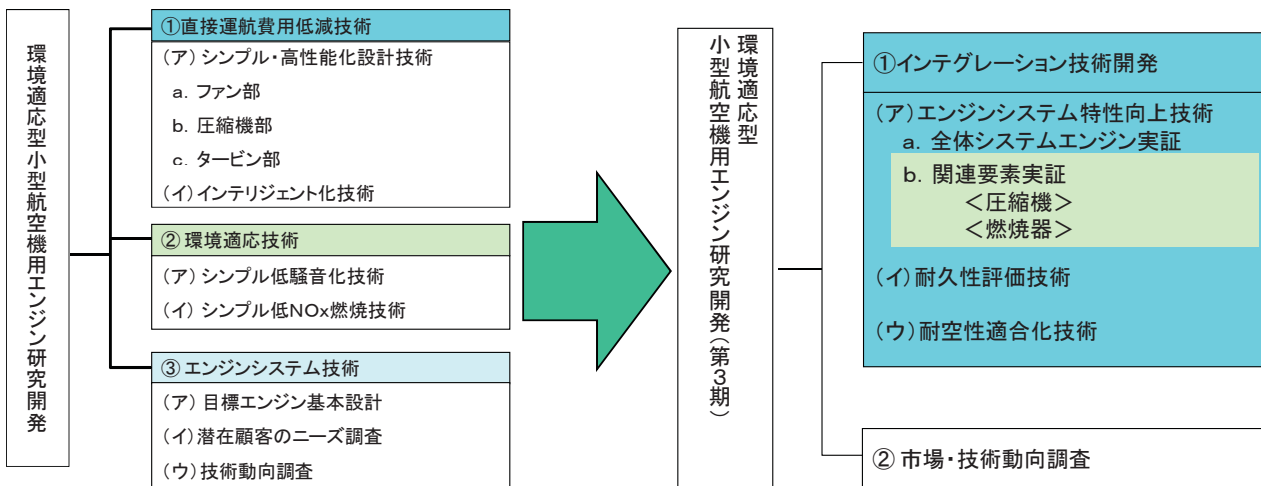 環境適応型小型航空機用エンジン研究開発
①直接運航費用低減技術
(ア) シンプル・高性能化設計技術
a. ファン部
b. 圧縮機部
c. タービン部
(イ)インテリジェント化技術
② 環境適応技術
(ア) シンプル低騒音化技術
(イ) シンプル低NOx燃焼技術
③ エンジンシステム技術
(ア) 目標エンジン基本設計
(イ)潜在顧客のニーズ調査
(ウ)技術動向調査
環境適応型
小型航空機用エンジン研究開発(第3期)
①インテグレーション技術開発
(ア)エンジンシステム特性向上技術
a. 全体システムエンジン実証
b. 関連要素実証
＜圧縮機＞
＜燃焼器＞
(イ)耐久性評価技術
(ウ)耐空性適合化技術
② 市場・技術動向調査